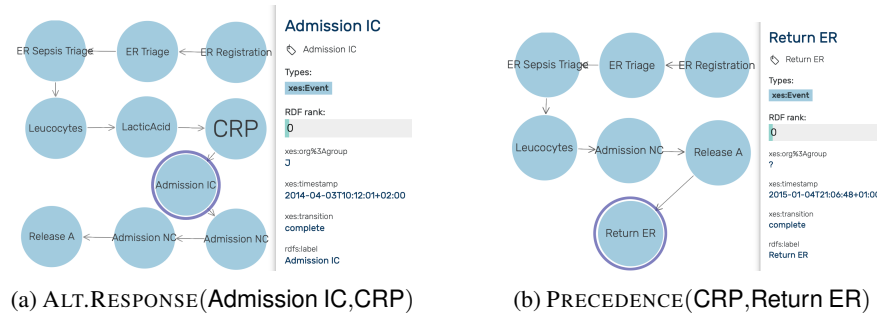 ER Sepsis Triage
ER Triage
ER Registration
Leucocytes
LacticAcid
CRP
Admission IC
Release A
Admission NC
Admission NC
Admission IC
Admission IC
Types:
xes:Event
RDF rank:
0
xes:org%3Agroup
J
xes:timestamp
2014-04-03T10:12:01+02:00
xes:transition
complete
rdfs:label
Admission IC
(a) ALT.RESPONSE(Admission IC,CRP)
ER Sepsis Triage
ER Triage
ER Registration
Leucocytes
Admission NC
Release A
Return ER
Return ER
Return ER
Types:
xes:Event
RDF rank:
0
xes:org%3Agroup
?
xes:timestamp
2015-01-04T21:06:48+01:00
xes:transition
complete
rdfs:label
Return ER
(b) PRECEDENCE(CRP,Return ER)